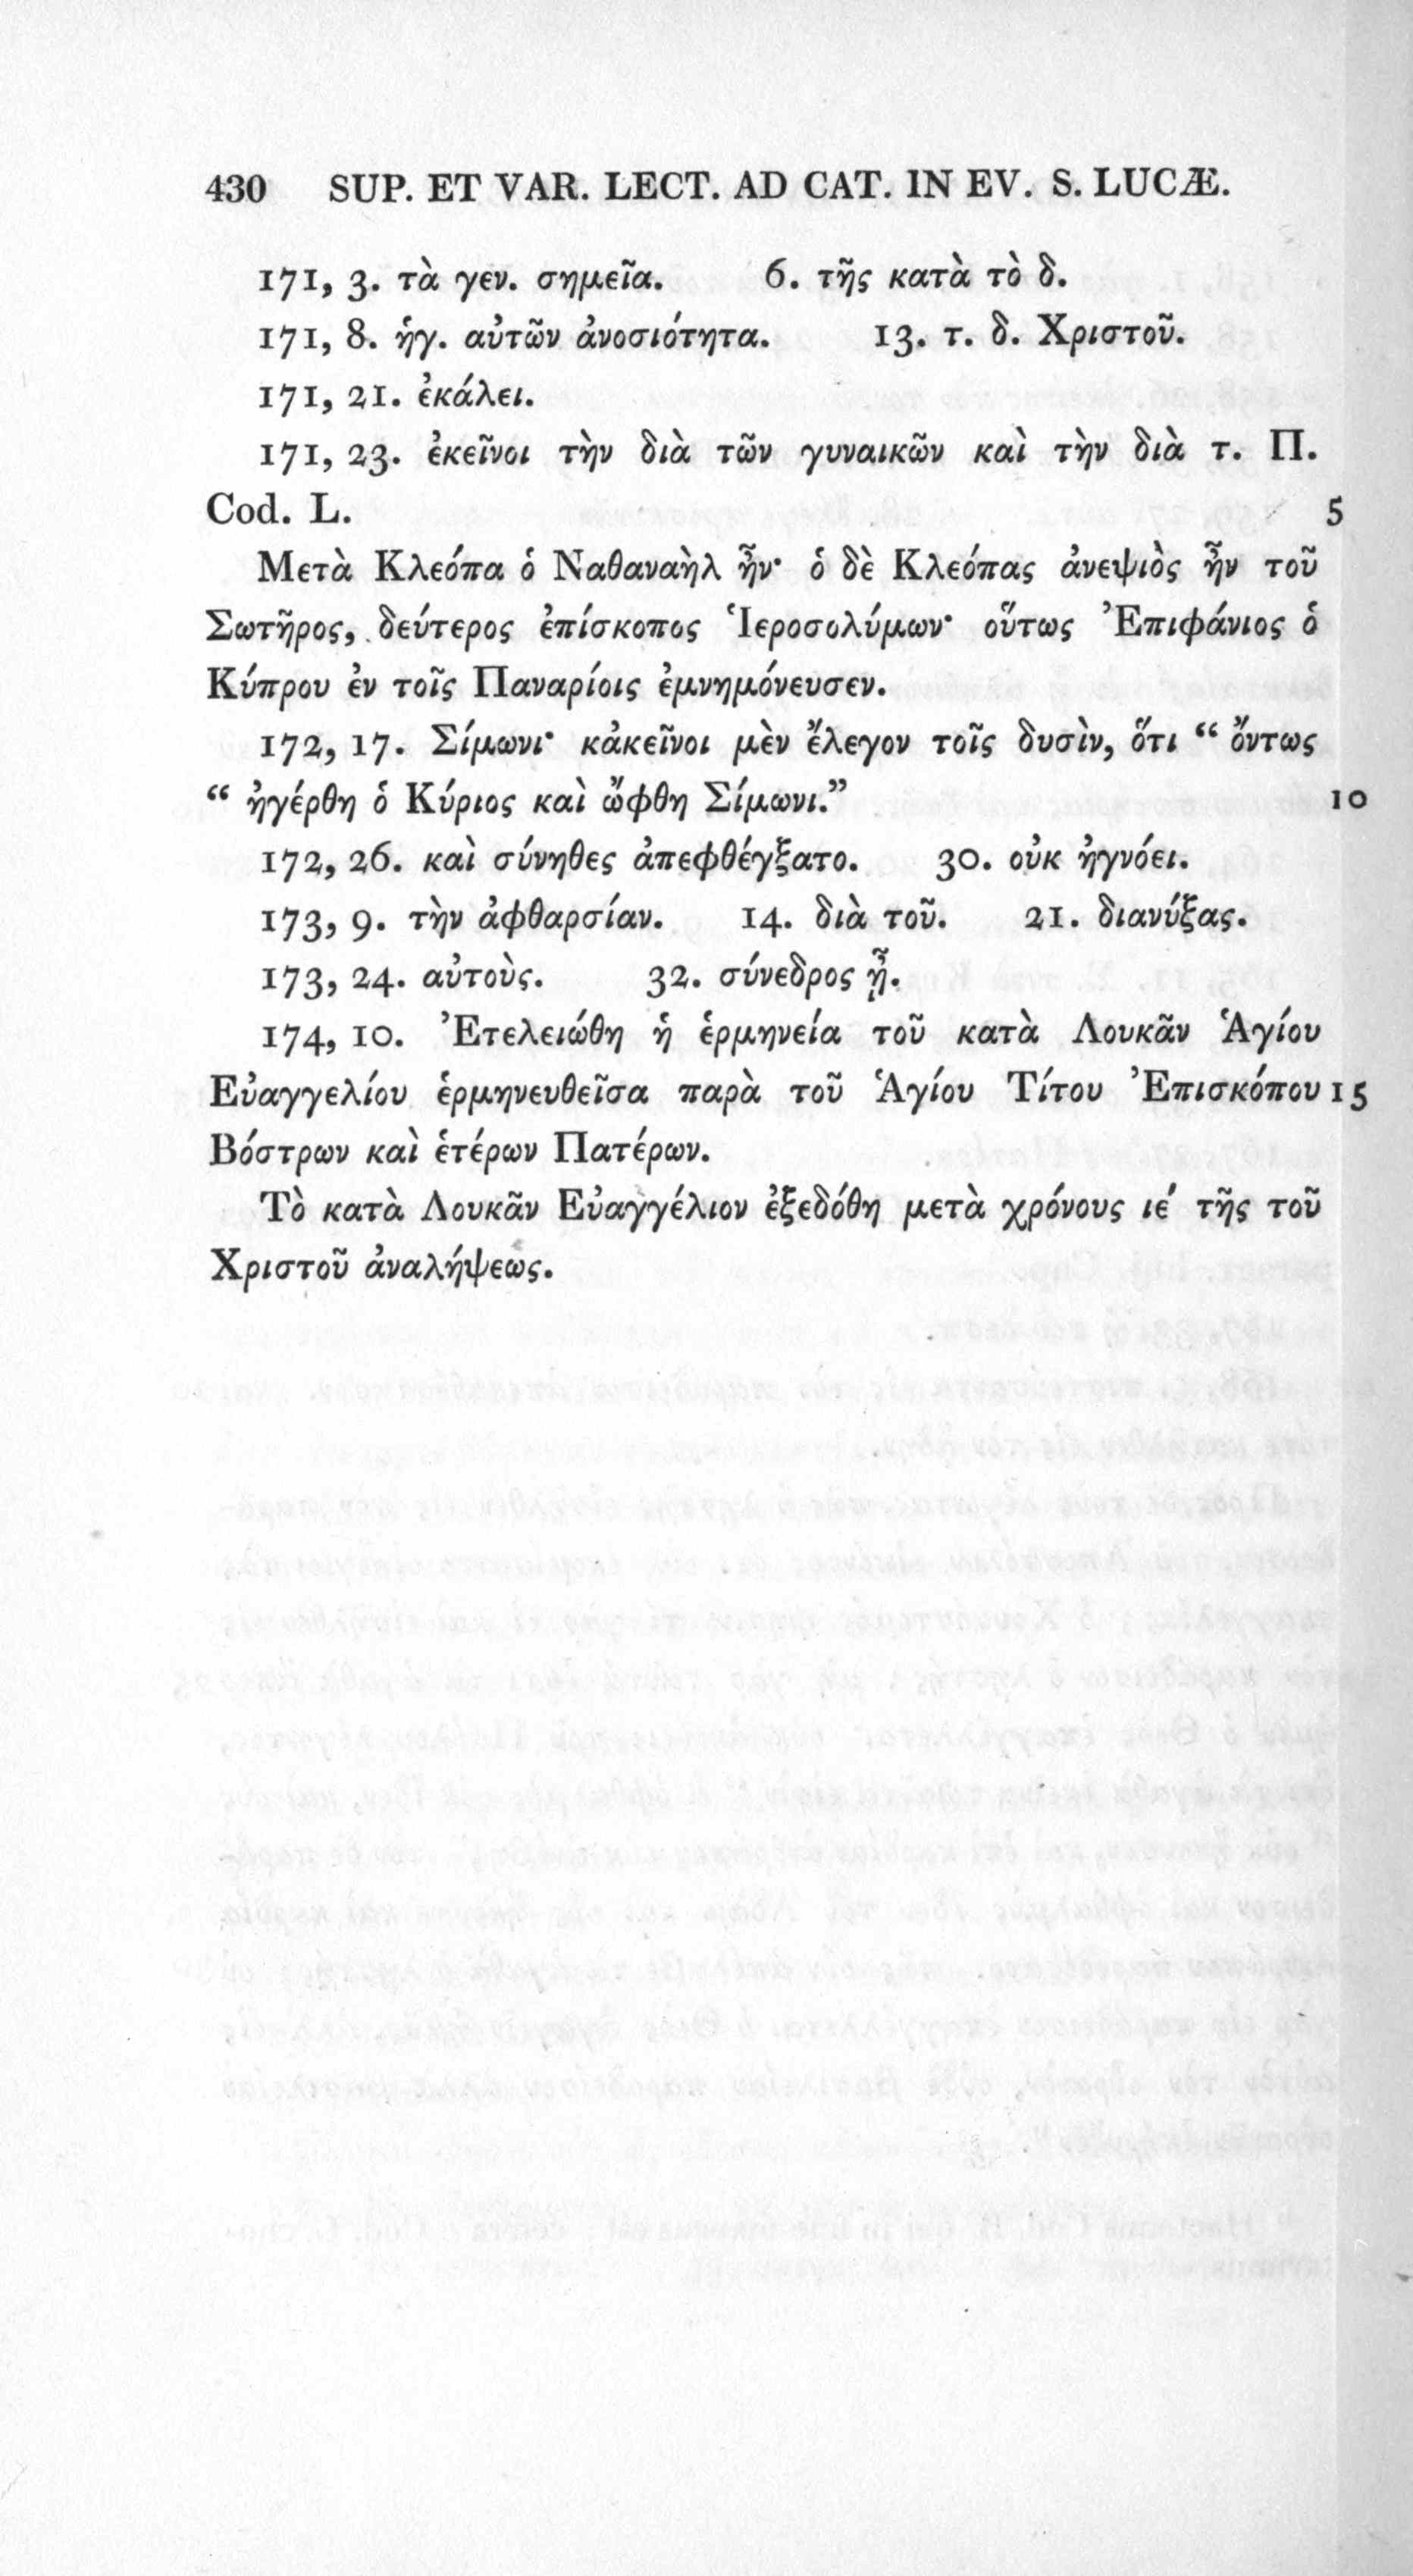 430 SUP. ET VAR. LECT. AD CAT. IN EV. S. LUCÆ.
171, 3. τὰ γεν. σημεῖα. 6. τῆς κατὰ τὸ δ.
171, 8. ἡγ. αὐτῶν ἀνοσιότητα. 13. τ. δ. Χριστοῦ.
171, 21. ἐκάλει.
171, 23. ἐκεῖνοι τὴν διὰ τῶν γυναικῶν καὶ τὴν διὰ τ. Π.
Cod. L. 5
Μετὰ Κλεόπα ὁ Ναθαναὴλ ἦν· ὁ δὲ Κλεόπας ἀνεψιὸς ἦν τοῦ
Σωτῆρος, δεύτερος ἐπίσκοπος Ἱεροσολύμων· οὕτως Ἐπιφάνιος ὁ
Κύπρου ἐν τοῖς Παναρίοις ἐμνημόνευσεν.
172, 17. Σίμωνι· κἀκεῖνοι μὲν ἔλεγον τοῖς δυσὶν, ὅτι “ ὄντως
“ ἠγέρθη ὁ Κύριος καὶ ὤφθη Σίμωνι.” 10
172, 26. καὶ σύνηθες ἀπεφθέγξατο. 30. οὐκ ἠγνόει.
173, 9. τὴν ἀφθαρσίαν. 14. διὰ τοῦ. 21. διανύξας.
173, 24. αὐτοὺς. 32. σύνεδρος ᾖ.
174, 10. Ἐτελειώθη ἡ ἑρμηνεία τοῦ κατὰ Λουκᾶν Ἁγίου
Εὐαγγελίου ἑρμηνευθεῖσα παρὰ τοῦ Ἁγίου Τίτου Ἐπισκόπου 15
Βόστρων καὶ ἑτέρων Πατέρων.
Τὸ κατὰ Λουκᾶν Εὐαγγέλιον ἐξεδόθη μετὰ χρόνους ιέ τῆς τοῦ
Χριστοῦ ἀναλήψεως.